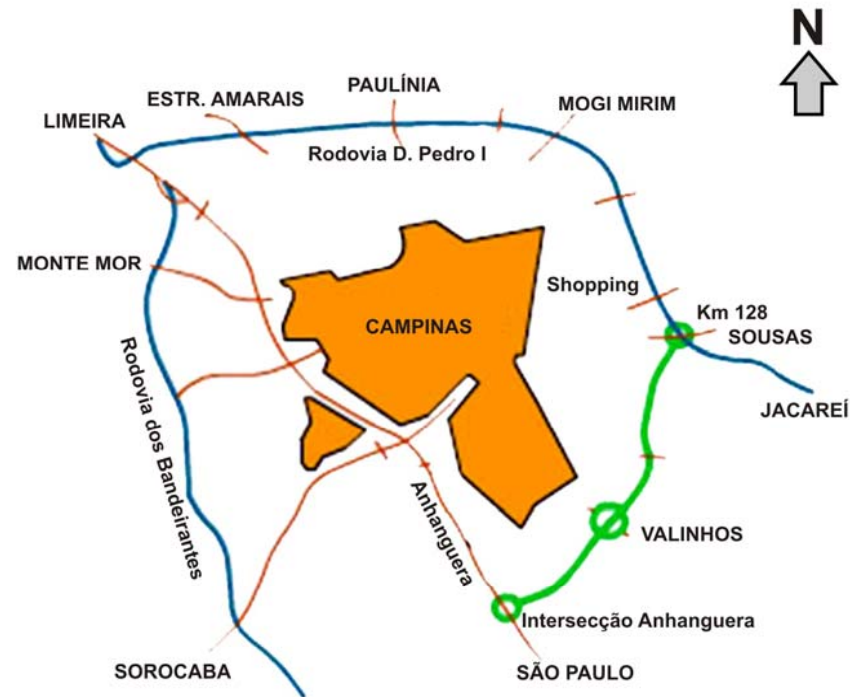 N
PAULÍNIA
ESTR. AMARAIS
MOGI MIRIM
LIMEIRA
Rodovia D. Pedro I
MONTE MOR
Shopping
Km 128
CAMPINAS
SOUSAS
JACAREÍ
Rodovia dos Bandeirantes
Anhanguera
VALINHOS
Intersecção Anhanguera
SOROCABA
SÃO PAULO